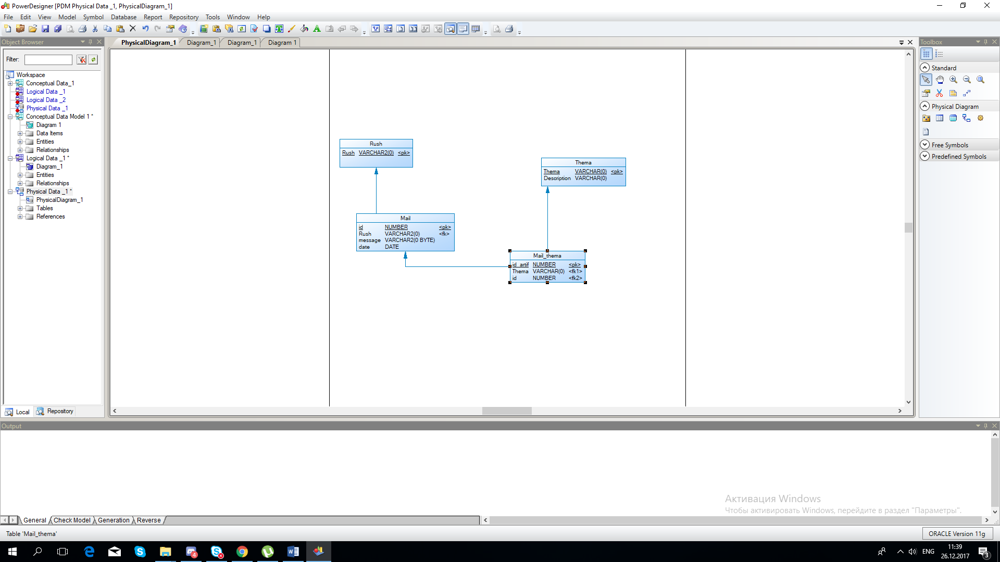 PowerDesigner [PDM Physical Data _1, PhysicalDiagram_1]
File Edit View Model Symbol Database Report Repository Tools Window Help
Object Browser
PhysicalDiagram_1 Diagram_1 Diagram_1 Diagram 1
Toolbox
Filter:
Workspace
Conceptual Data_1
Logical Data _1
Logical Data _2
Physical Data _1
Conceptual Data Model 1 *
Diagram 1
Data Items
Entities
Relationships
Logical Data _1 *
Diagram_1
Entities
Relationships
Physical Data _1 *
PhysicalDiagram_1
Tables
References
Local Repository
Rush
Rush VARCHAR2(0) <pk>
Thema
Thema VARCHAR(0) <pk>
Description VARCHAR(0)
Mail
id NUMBER <pk>
Rush VARCHAR2(0) <fk>
message VARCHAR2(0 BYTE)
date DATE
Mail_thema
id_artif NUMBER <pk>
Thema VARCHAR(0) <fk1>
id NUMBER <fk2>
Standard
Physical Diagram
Free Symbols
Predefined Symbols
Output
Активация Windows
Чтобы активировать Windows, перейдите в раздел "Параметры".
General Check Model Generation Reverse
Table 'Mail_thema'
ORACLE Version 11g
4
ENG
11:39
26.12.2017
3